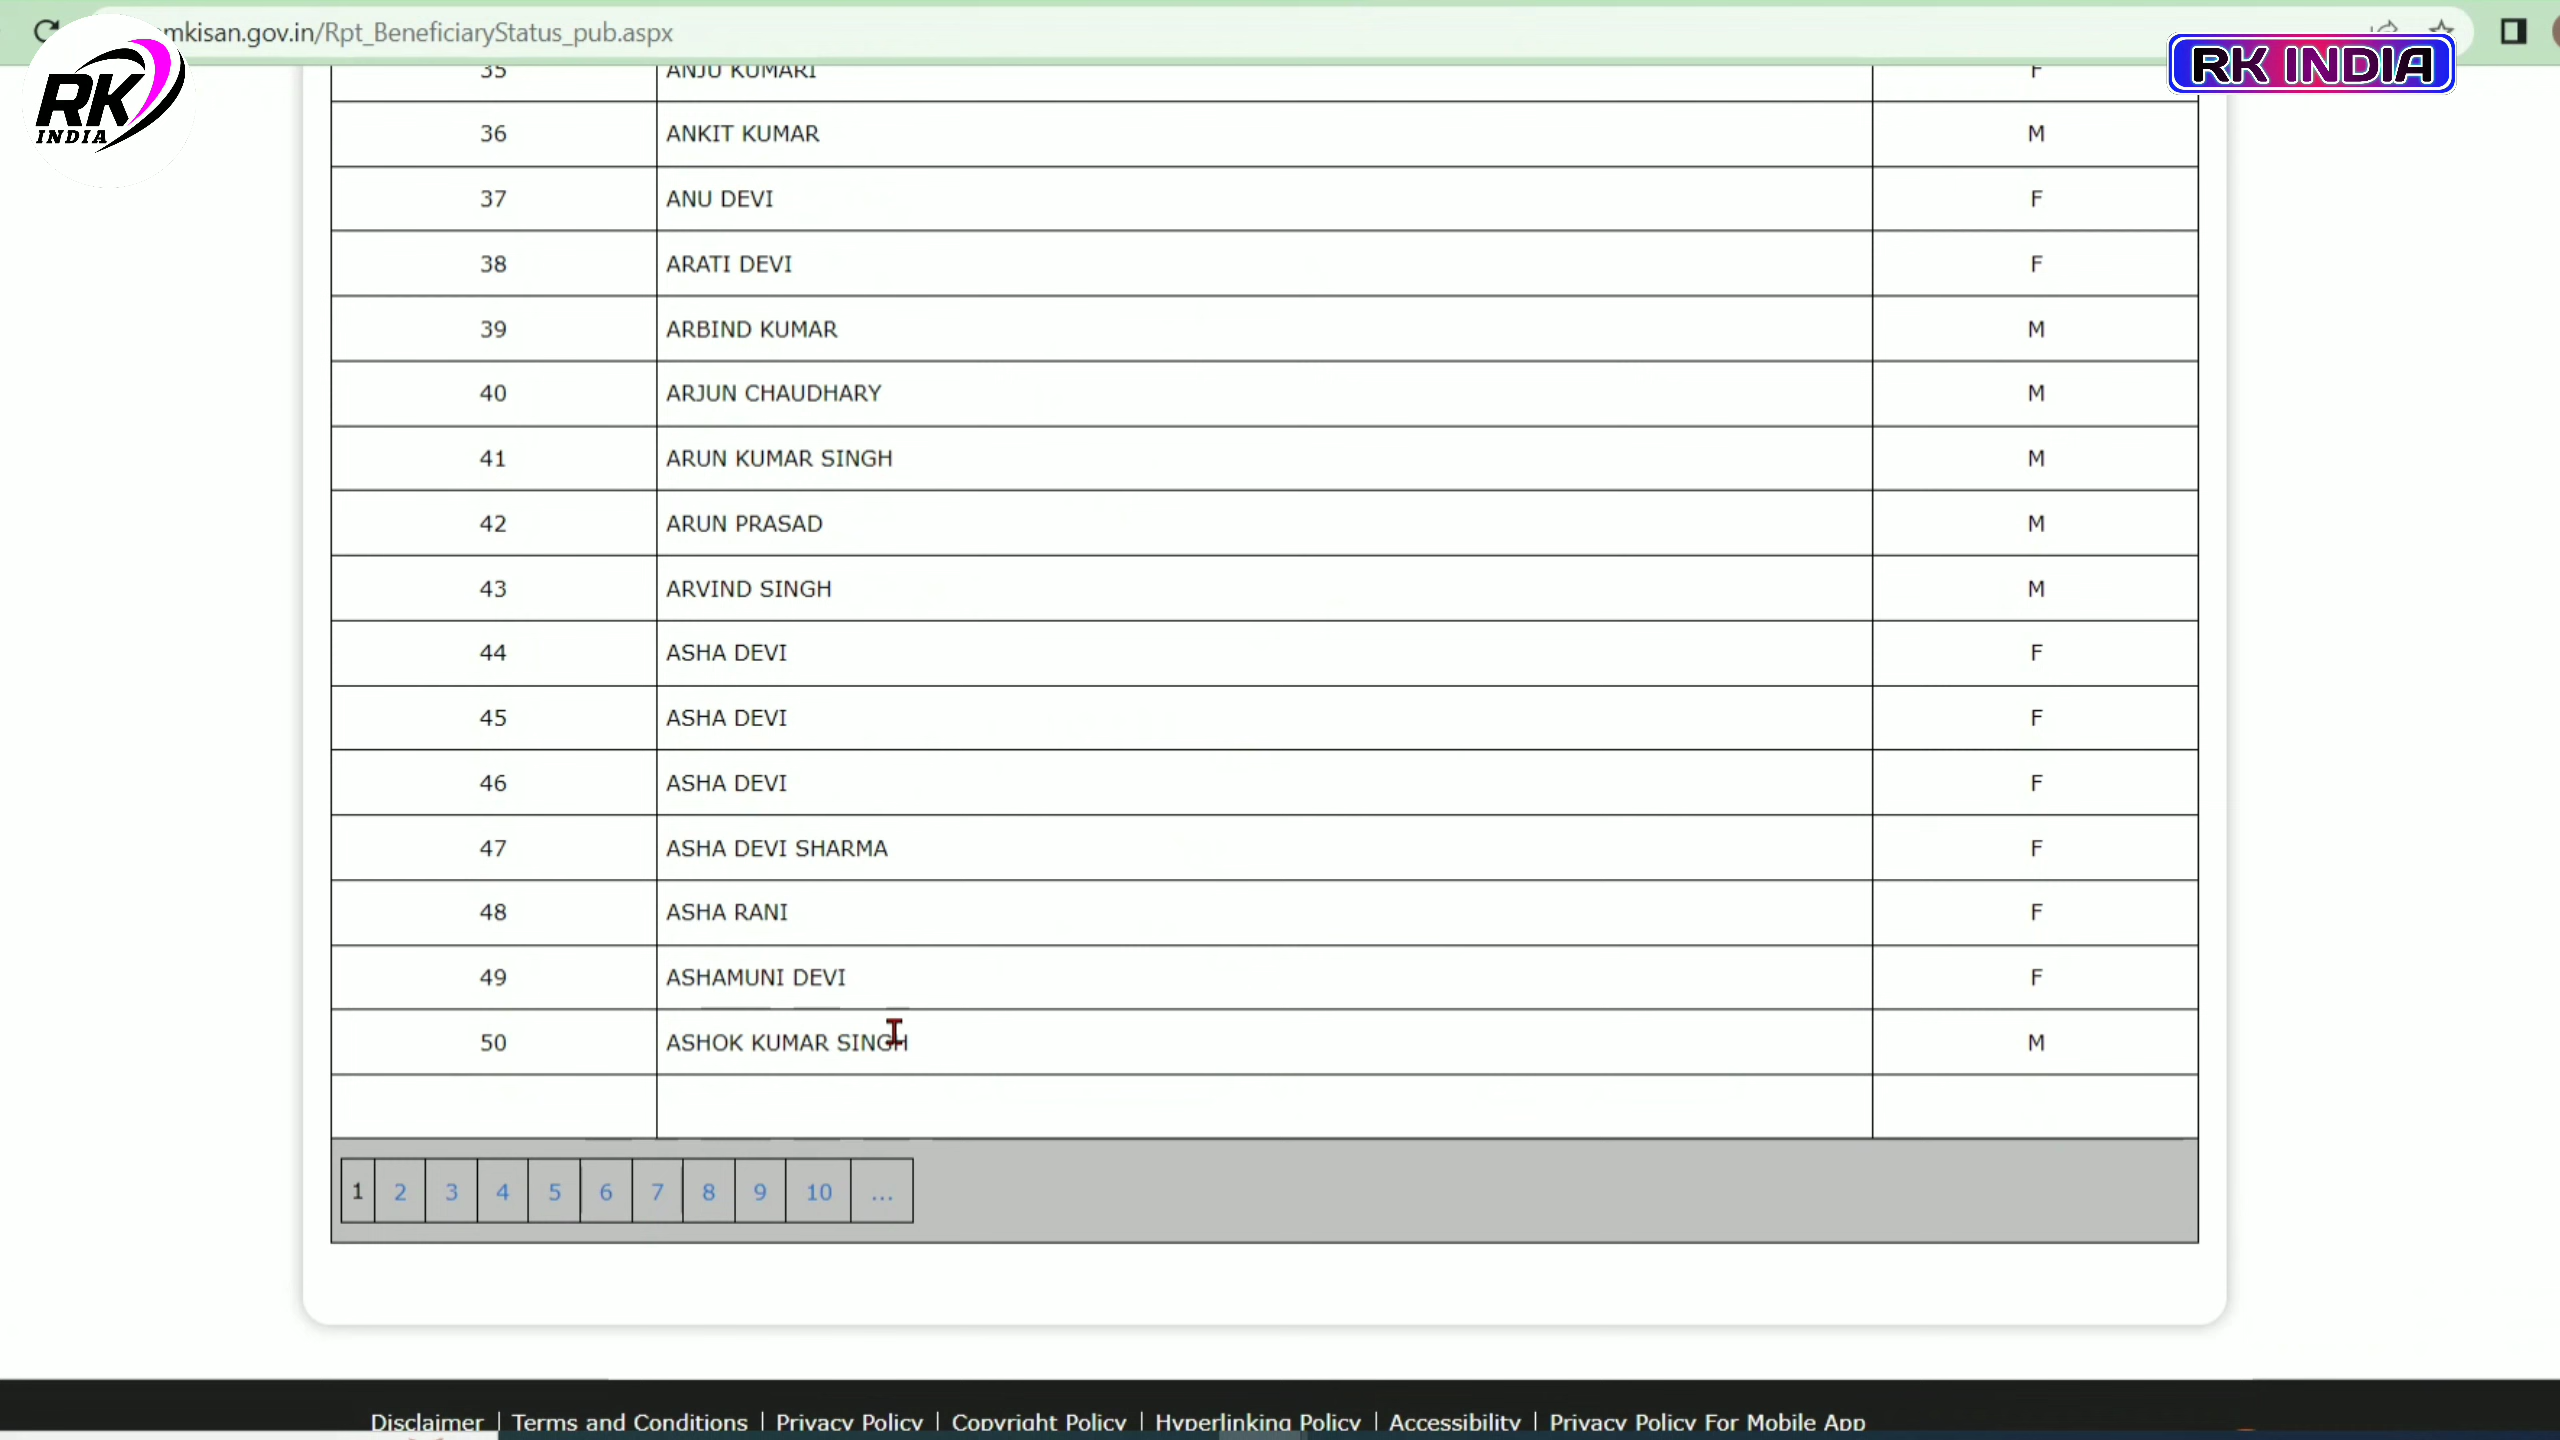 mkisan.gov.in/Rpt_BeneficiaryStatus_pub.aspx
RK INDIA
RK INDIA
35 ANJU KUMARI F
36 ANKIT KUMAR M
37 ANU DEVI F
38 ARATI DEVI F
39 ARBIND KUMAR M
40 ARJUN CHAUDHARY M
41 ARUN KUMAR SINGH M
42 ARUN PRASAD M
43 ARVIND SINGH M
44 ASHA DEVI F
45 ASHA DEVI F
46 ASHA DEVI F
47 ASHA DEVI SHARMA F
48 ASHA RANI F
49 ASHAMUNI DEVI F
50 ASHOK KUMAR SINGH M
1 2 3 4 5 6 7 8 9 10 ...
Disclaimer | Terms and Conditions | Privacy Policy | Copyright Policy | Hyperlinking Policy | Accessibility | Privacy Policy For Mobile App